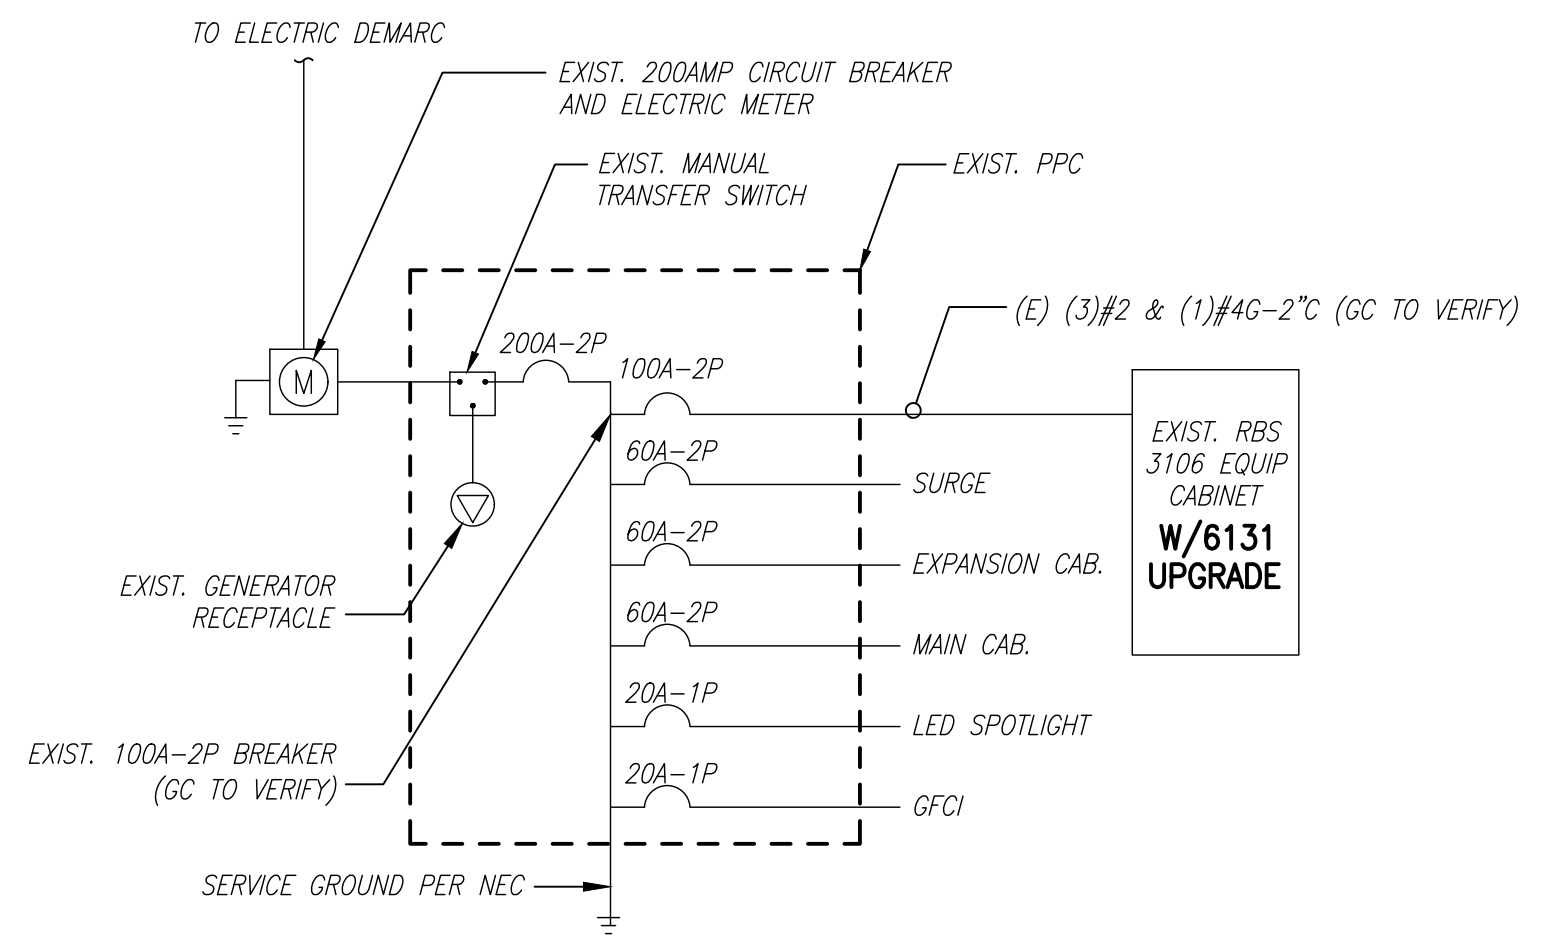 TO ELECTRIC DEMARC
EXIST. 200AMP CIRCUIT BREAKER
AND ELECTRIC METER
EXIST. MANUAL
TRANSFER SWITCH
EXIST. PPC
(E) (3)#2 & (1)#4G-2"C (GC TO VERIFY)
200A-2P
100A-2P
M
EXIST. RBS
3106 EQUIP
CABINET
W/6131
UPGRADE
60A-2P
SURGE
60A-2P
EXPANSION CAB.
EXIST. GENERATOR
RECEPTACLE
60A-2P
MAIN CAB.
20A-1P
LED SPOTLIGHT
EXIST. 100A-2P BREAKER
(GC TO VERIFY)
20A-1P
GFCI
SERVICE GROUND PER NEC